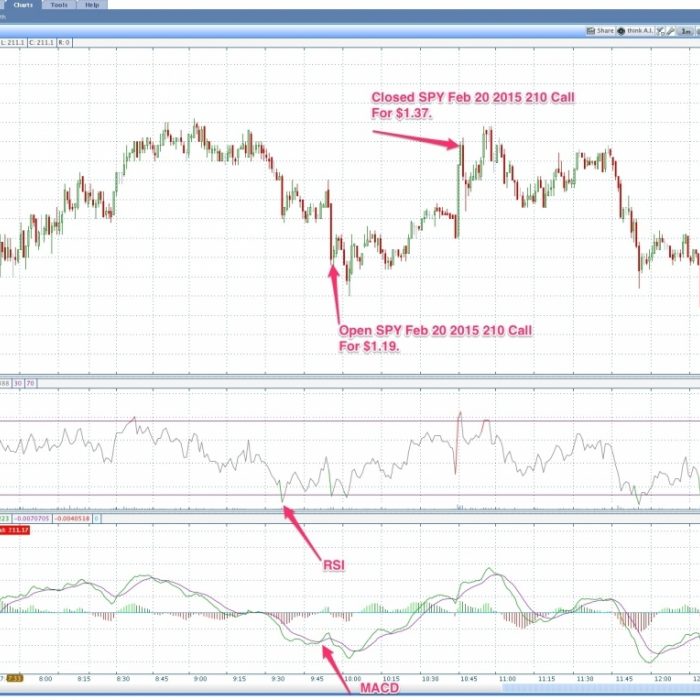 Charts Tools Help
L: 211.1 C: 211.1 R: 0
Share think A.I. 1m
Closed SPY Feb 20 2015 210 Call
For $1.37.
Open SPY Feb 20 2015 210 Call
For $1.19.
30 70
RSI
-0.0070705 -0.0040518 0
211.17
MACD
7:33 8:00 8:15 8:30 8:45 9:00 9:15 9:30 9:45 10:00 10:15 10:30 10:45 11:00 11:15 11:30 11:45 12:00